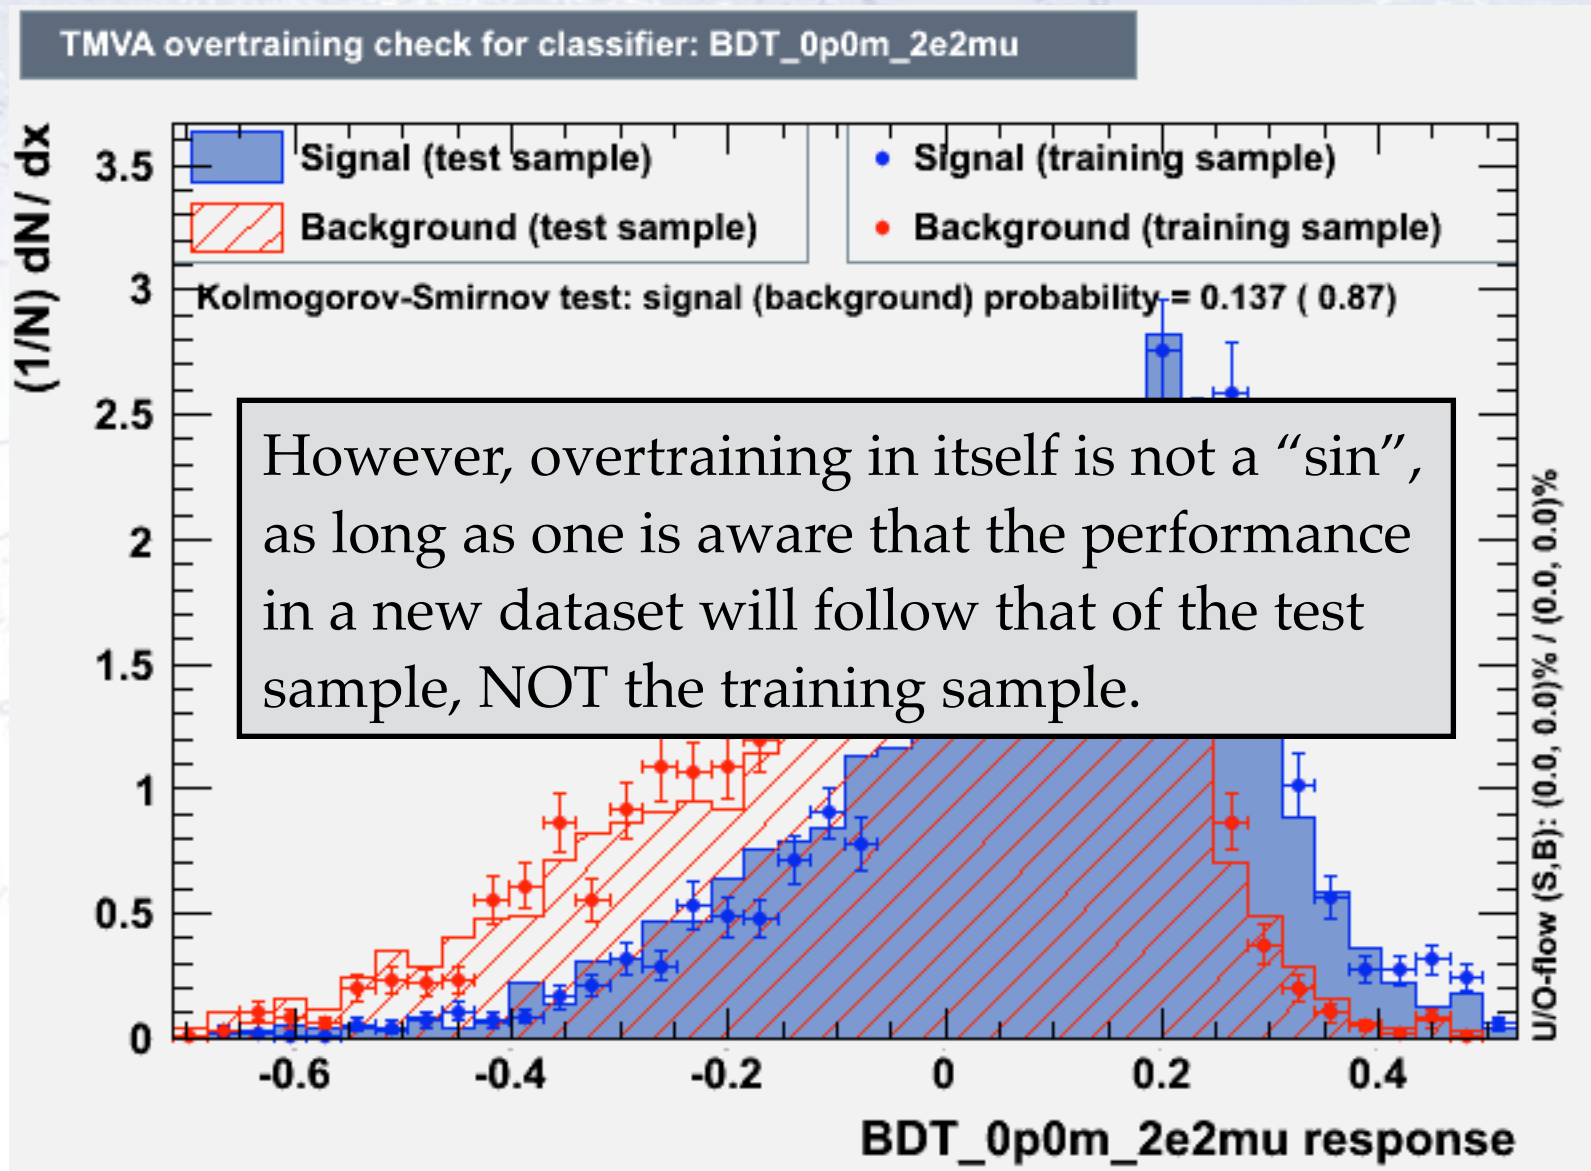 TMVA overtraining check for classifier: BDT_0p0m_2e2mu
(1/N) dN / dx
3.5
3
2.5
2
1.5
1
0.5
0
Signal (test sample)
Background (test sample)
Signal (training sample)
Background (training sample)
Kolmogorov-Smirnov test: signal (background) probability = 0.137 ( 0.87)
However, overtraining in itself is not a “sin”,
as long as one is aware that the performance
in a new dataset will follow that of the test
sample, NOT the training sample.
U/O-flow (S,B): (0.0, 0.0)% / (0.0, 0.0)%
-0.6 -0.4 -0.2 0 0.2 0.4
BDT_0p0m_2e2mu response